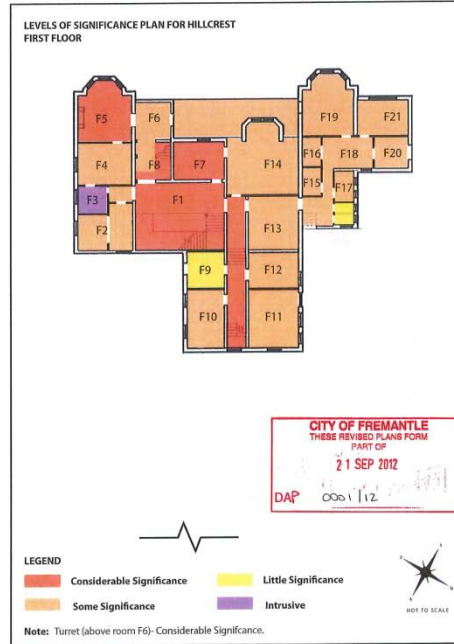 LEVELS OF SIGNIFICANCE PLAN FOR HILLCREST
FIRST FLOOR
F5
F6
F19
F21
F4
F8
F7
F14
F16
F18
F20
F3
F15
F17
F1
F2
F13
F9
F12
F10
F11
CITY OF FREMANTLE
THESE REVISED PLANS FORM
PART OF
21 SEP 2012
DAP 0001/12
LEGEND
Considerable Significance
Little Significance
Some Significance
Intrusive
NOT TO SCALE
Note: Turret (above room F6)- Considerable Signifcance.